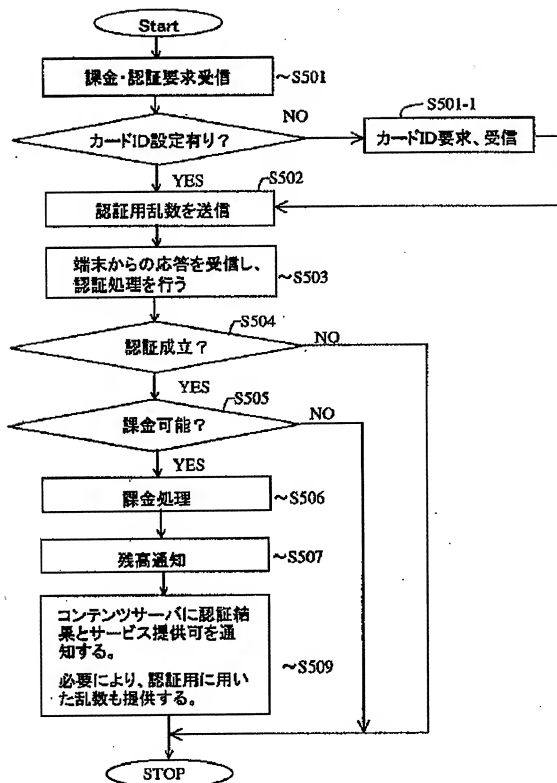 Start
課金・認証要求受信
～S501
カードID設定有り？
NO
S501-1
カードID要求、受信
YES
S502
認証用乱数を送信
端末からの応答を受信し、
認証処理を行う
～S503
S504
認証成立？
NO
YES
S505
課金可能？
NO
YES
課金処理
～S506
残高通知
～S507
コンテンツサーバに認証結
果とサービス提供可を通
知する。
必要により、認証用に用い
た乱数も提供する。
～S509
STOP